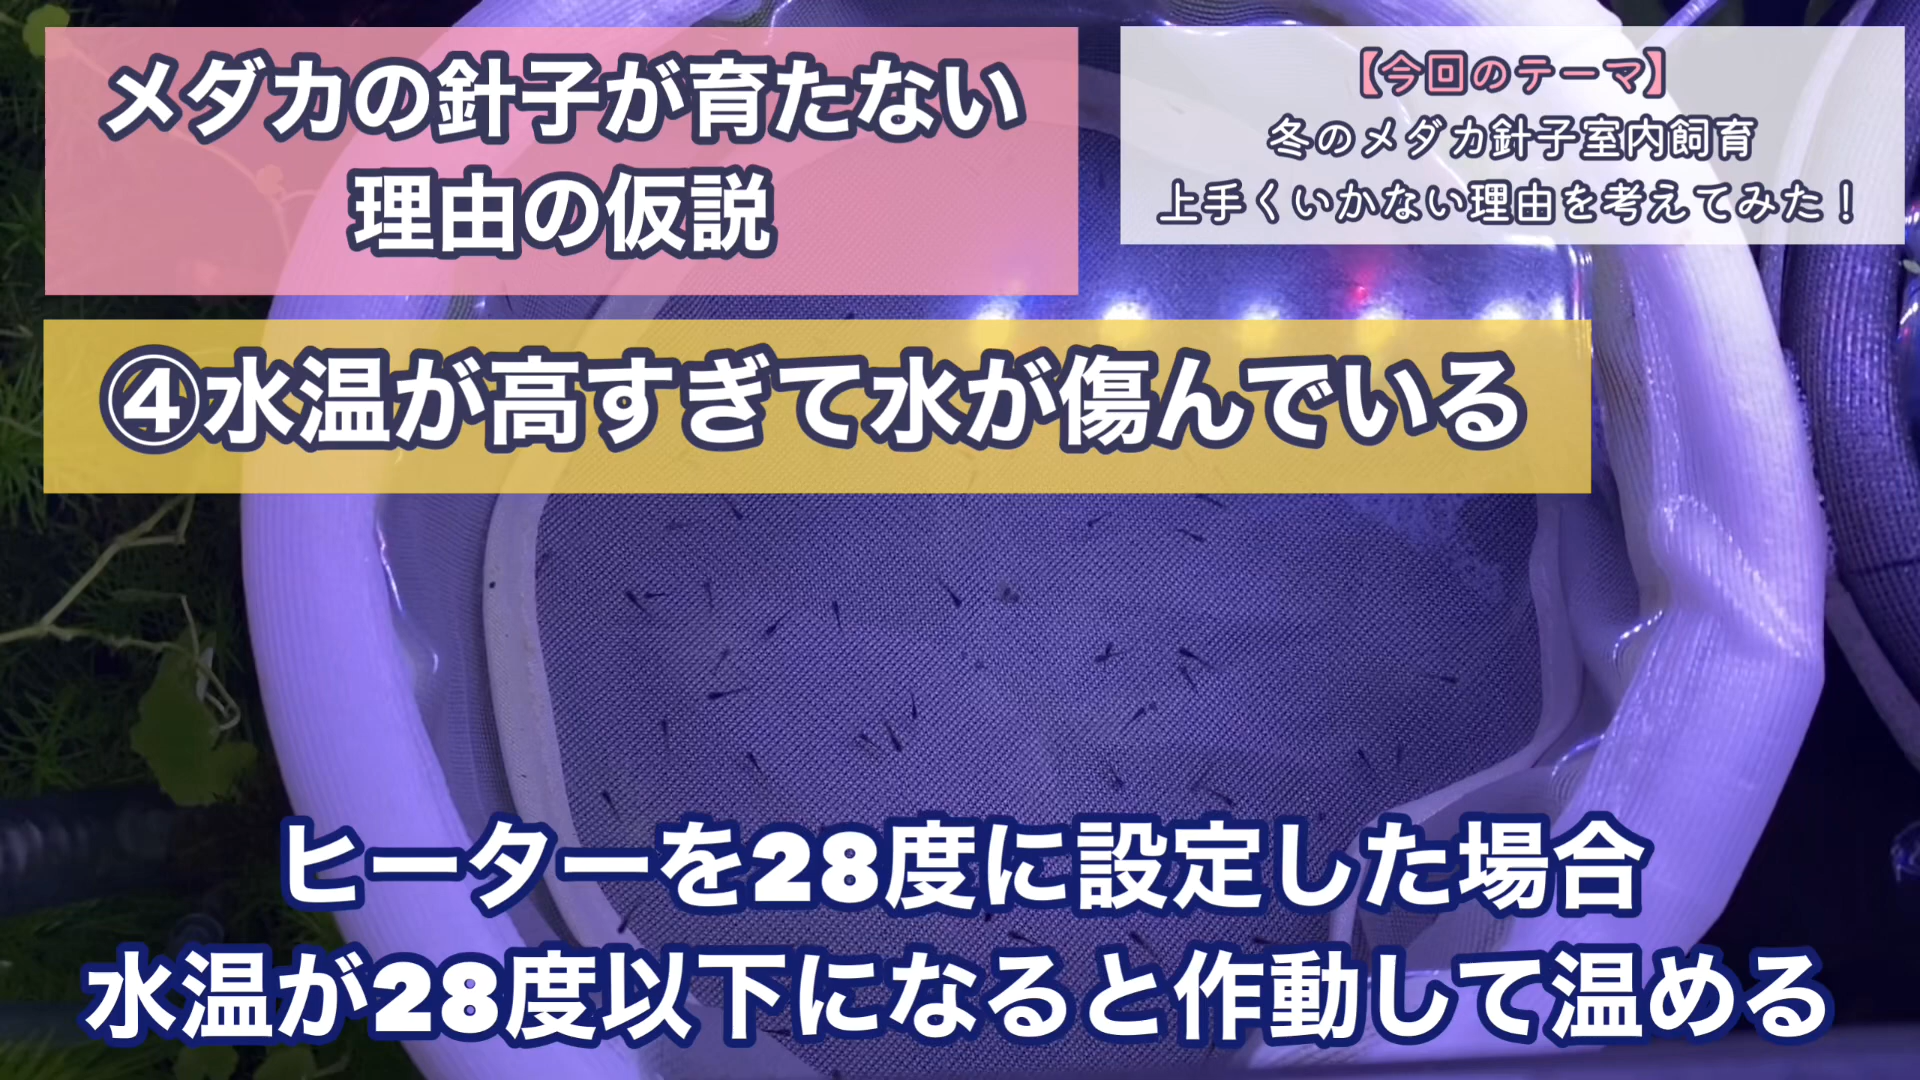 メダカの針子が育たない
理由の仮説
【今回のテーマ】
冬のメダカ針子室内飼育
上手くいかない理由を考えてみた！
④水温が高すぎて水が傷んでいる
ヒーターを28度に設定した場合
水温が28度以下になると作動して温める